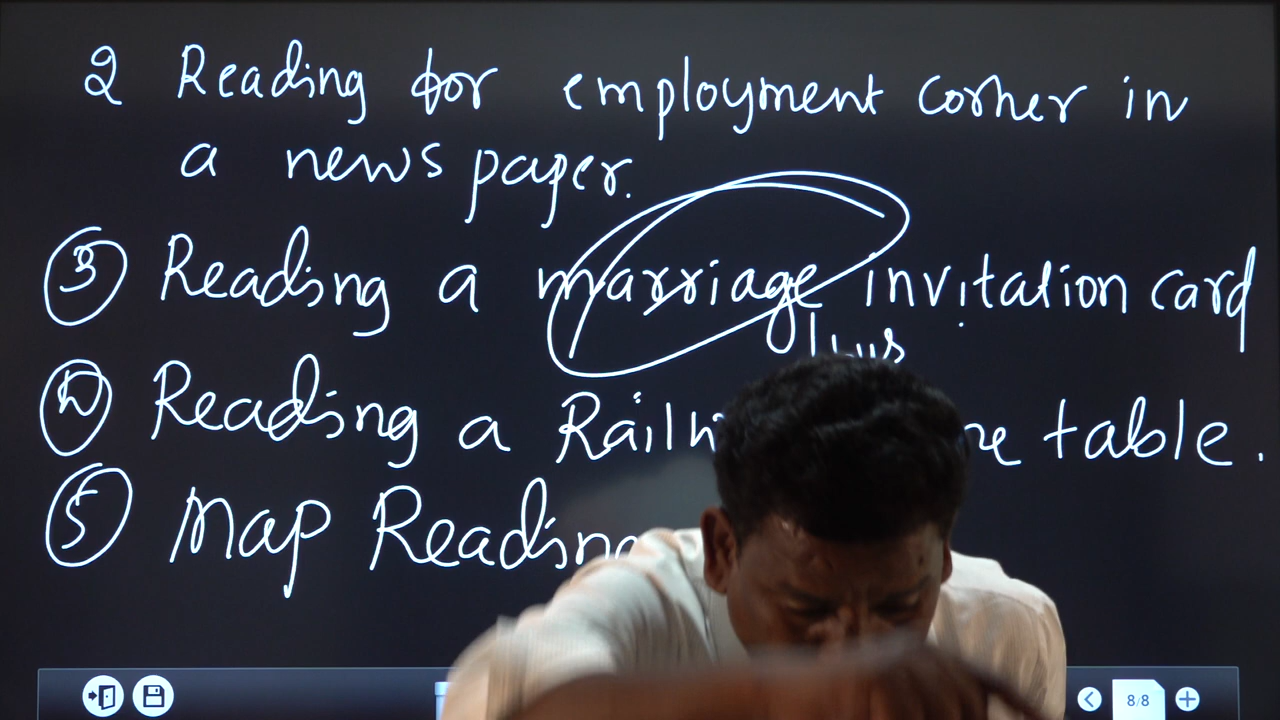 2 Reading for employment corner in
a news paper.
3 Reading a marriage invitation card
bus
4 Reading a table.
5 Map Reading
8/8